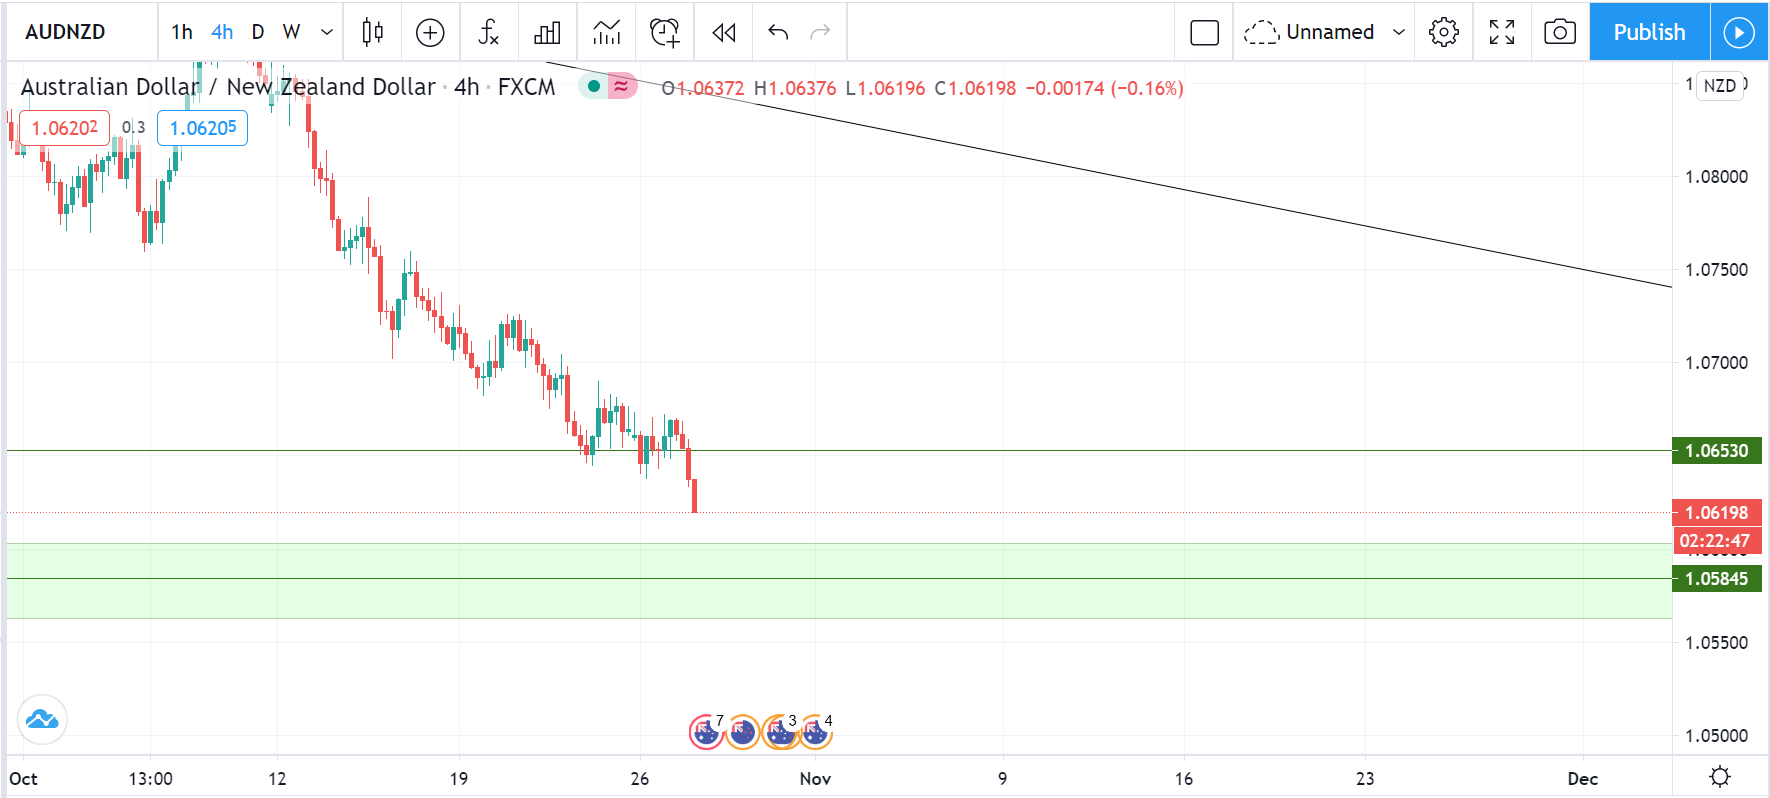 AUDNZD 1h 4h D W Unnamed Publish
Australian Dollar / New Zealand Dollar · 4h · FXCM O1.06372 H1.06376 L1.06196 C1.06198 −0.00174 (−0.16%) NZD
1.06202 0.3 1.06205
1.08000
1.07500
1.07000
1.06530
1.06198
02:22:47
1.05845
1.05500
7 3 4
1.05000
Oct 13:00 12 19 26 Nov 9 16 23 Dec